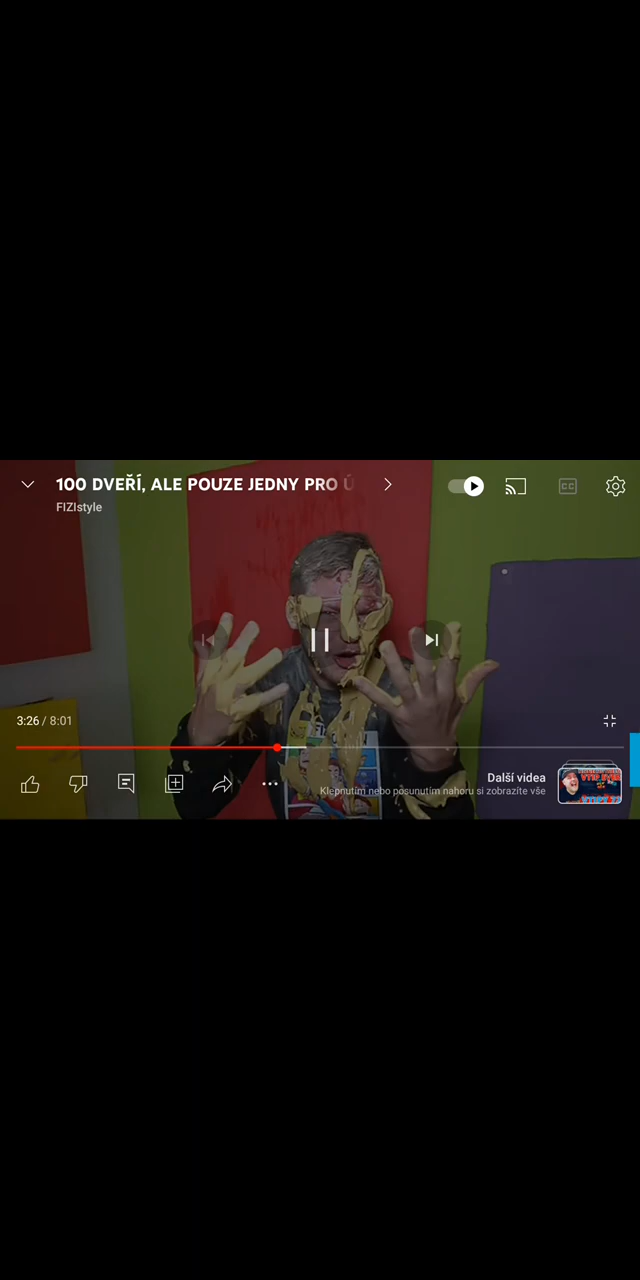 100 DVEŘÍ, ALE POUZE JEDNY PRO Ú
FIZIstyle
CC
3:26 / 8:01
Další videa
Klepnutím nebo posunutím nahoru si zobrazíte vše